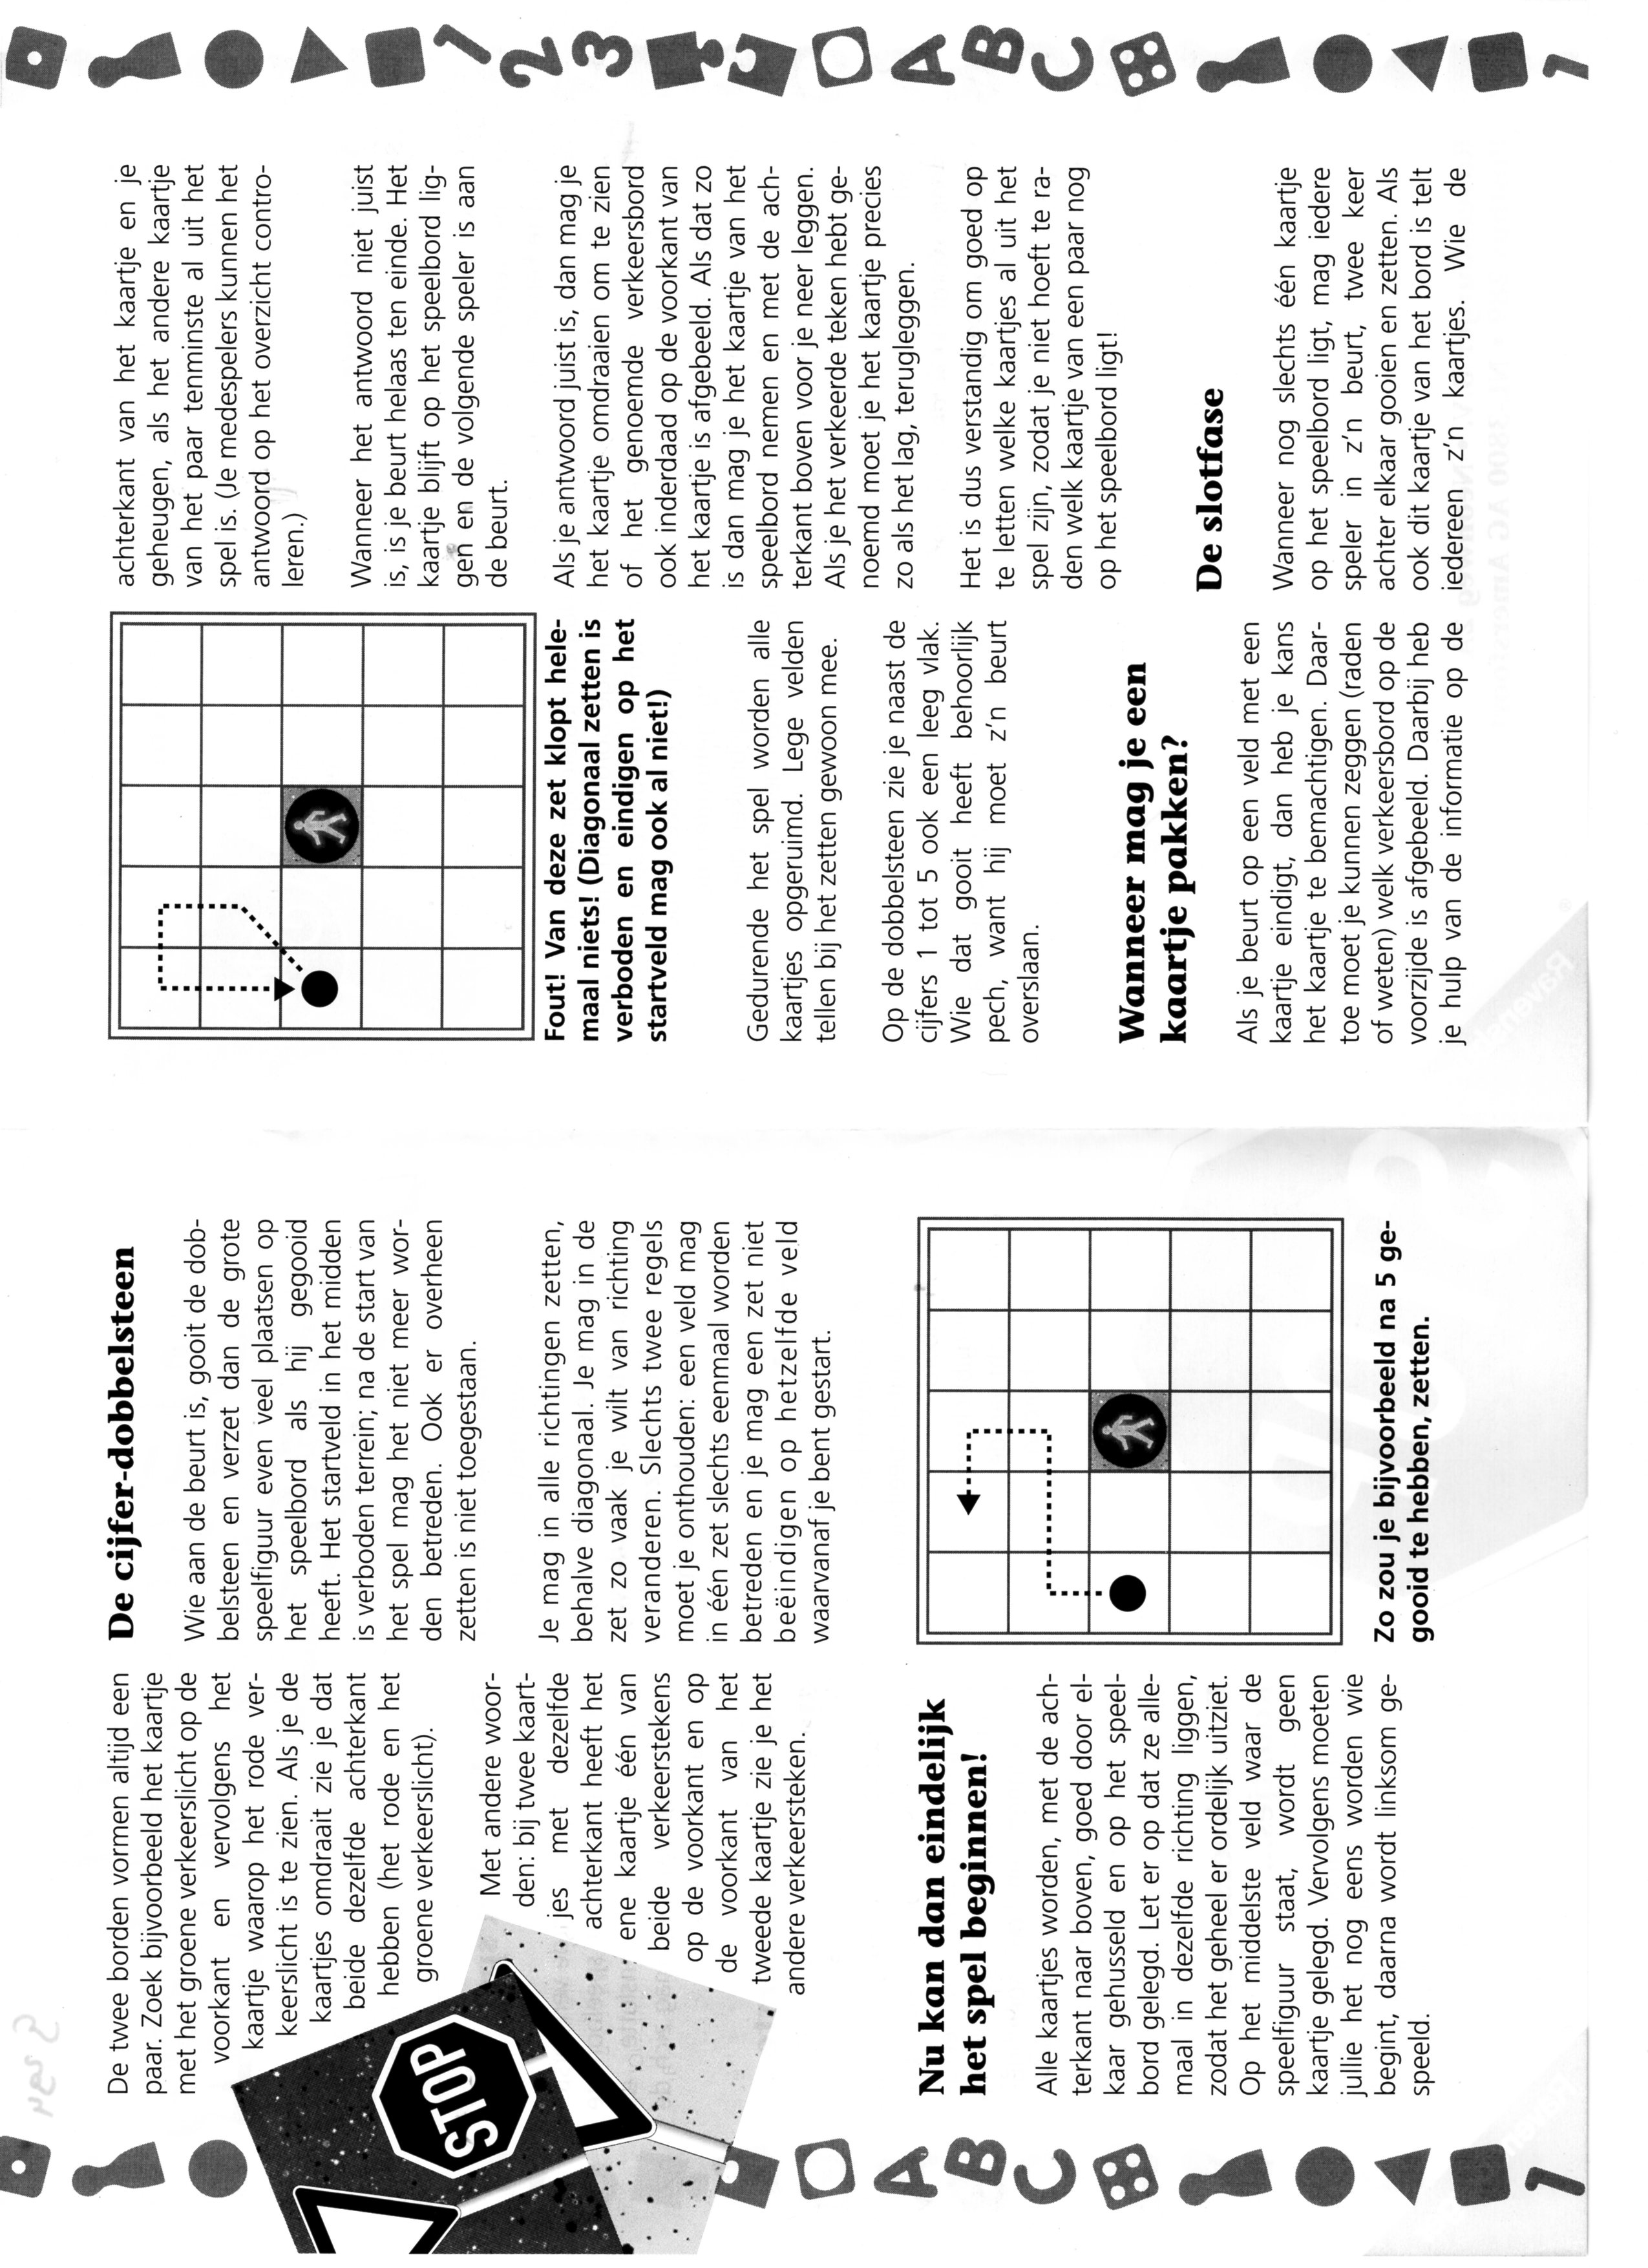 De twee borden vormen altijd een
paar. Zoek bijvoorbeeld het kaartje
met het groene verkeerslicht op de
voorkant en vervolgens het
kaartje waarop het rode ver-
keerslicht is te zien. Als je de
kaartjes omdraait zie je dat
beide dezelfde achterkant
hebben (het rode en het
groene verkeerslicht).
Met andere woor-
den: bij twee kaart-
jes met dezelfde
achterkant heeft het
ene kaartje één van
beide verkeerstekens
op de voorkant en op
de voorkant van het
tweede kaartje zie je het
andere verkeersteken.
STOP
Nu kan dan eindelijk
het spel beginnen!
Alle kaartjes worden, met de ach-
terkant naar boven, goed door el-
kaar gehusseld en op het speel-
bord gelegd. Let er op dat ze alle-
maal in dezelfde richting liggen,
zodat het geheel er ordelijk uitziet.
Op het middelste veld waar de
speelfiguur staat, wordt geen
kaartje gelegd. Vervolgens moeten
jullie het nog eens worden wie
begint, daarna wordt linksom ge-
speeld.
De cijfer-dobbelsteen
Wie aan de beurt is, gooit de dob-
belsteen en verzet dan de grote
speelfiguur even veel plaatsen op
het speelbord als hij gegooid
heeft. Het startveld in het midden
is verboden terrein; na de start van
het spel mag het niet meer wor-
den betreden. Ook er overheen
zetten is niet toegestaan.
Je mag in alle richtingen zetten,
behalve diagonaal. Je mag in de
zet zo vaak je wilt van richting
veranderen. Slechts twee regels
moet je onthouden: een veld mag
in één zet slechts eenmaal worden
betreden en je mag een zet niet
beëindigen op hetzelfde veld
waarvanaf je bent gestart.
Zo zou je bijvoorbeeld na 5 ge-
gooid te hebben, zetten.
Fout! Van deze zet klopt hele-
maal niets! (Diagonaal zetten is
verboden en eindigen op het
startveld mag ook al niet!)
Gedurende het spel worden alle
kaartjes opgeruimd. Lege velden
tellen bij het zetten gewoon mee.
Op de dobbelsteen zie je naast de
cijfers 1 tot 5 ook een leeg vlak.
Wie dat gooit heeft behoorlijk
pech, want hij moet z'n beurt
overslaan.
Wanneer mag je een
kaartje pakken?
Als je beurt op een veld met een
kaartje eindigt, dan heb je kans
het kaartje te bemachtigen. Daar-
toe moet je kunnen zeggen (raden
of weten) welk verkeersbord op de
voorzijde is afgebeeld. Daarbij heb
je hulp van de informatie op de
achterkant van het kaartje en je
geheugen, als het andere kaartje
van het paar tenminste al uit het
spel is. (Je medespelers kunnen het
antwoord op het overzicht contro-
leren.)
Wanneer het antwoord niet juist
is, is je beurt helaas ten einde. Het
kaartje blijft op het speelbord lig-
gen en de volgende speler is aan
de beurt.
Als je antwoord juist is, dan mag je
het kaartje omdraaien om te zien
of het genoemde verkeersbord
ook inderdaad op de voorkant van
het kaartje is afgebeeld. Als dat zo
is dan mag je het kaartje van het
speelbord nemen en met de ach-
terkant boven voor je neer leggen.
Als je het verkeerde teken hebt ge-
noemd moet je het kaartje precies
zo als het lag, terugleggen.
Het is dus verstandig om goed op
te letten welke kaartjes al uit het
spel zijn, zodat je niet hoeft te ra-
den welk kaartje van een paar nog
op het speelbord ligt!
De slotfase
Wanneer nog slechts één kaartje
op het speelbord ligt, mag iedere
speler in z'n beurt, twee keer
achter elkaar gooien en zetten. Als
ook dit kaartje van het bord is telt
iedereen z'n kaartjes. Wie de
1 2 3 A B C 1
A B C 1